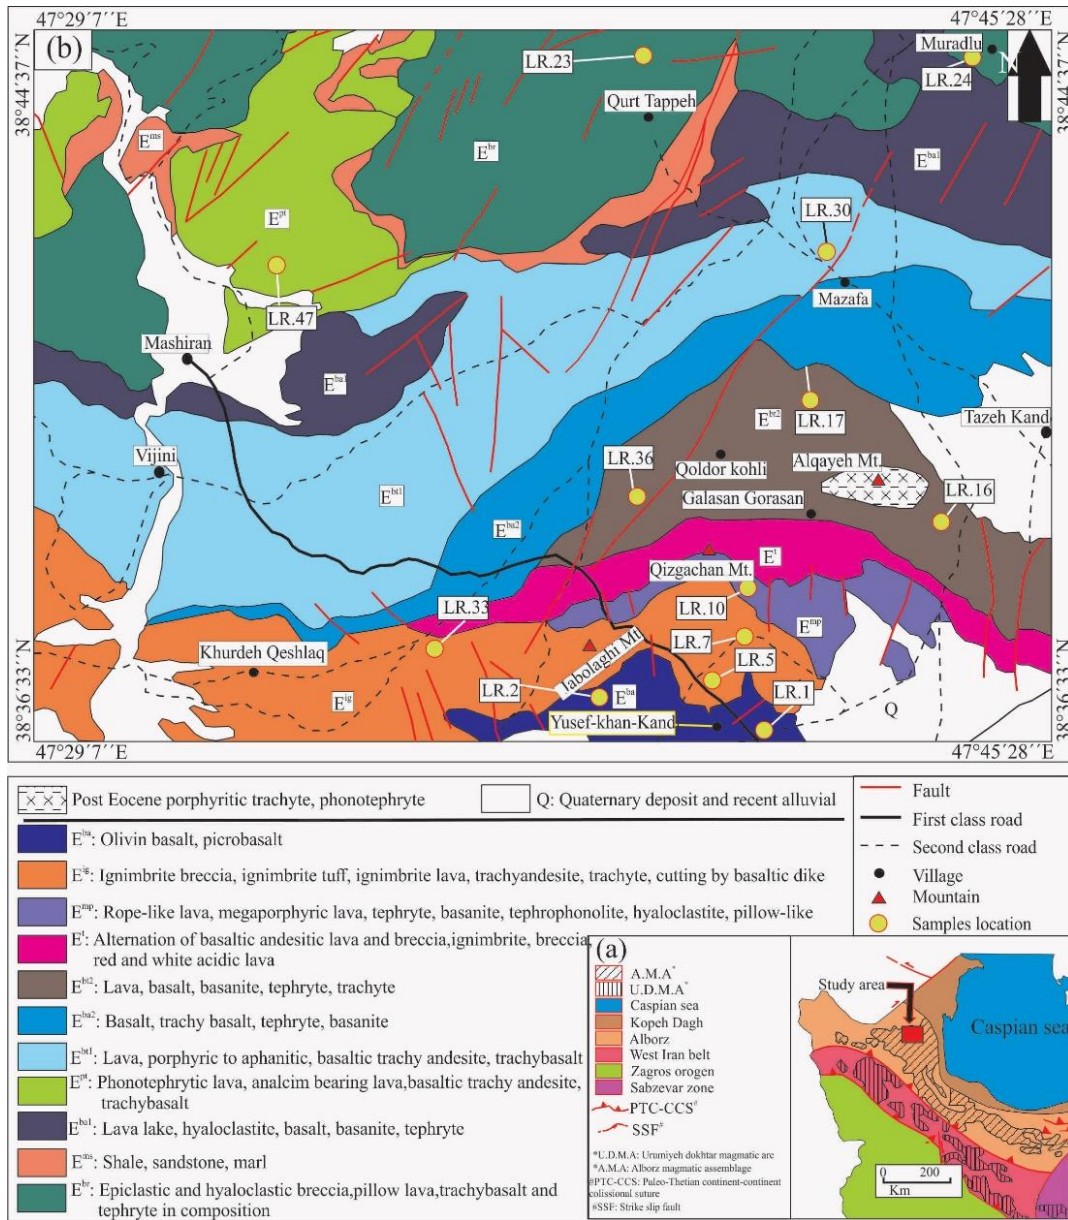 47°29´7´´E
47°45´28´´E
38°44´37´´N
38°44´37´´N
(b)
LR.23
Muradlu
N
LR.24
Qurt Tappeh
E^ms
E^br
E^ba1
E^pt
LR.30
LR.47
Mazafa
Mashiran
E^ba1
LR.17
E^bt2
Tazeh Kand
Vijini
LR.36
Qoldor kohli
Alqayeh Mt.
LR.16
E^bt1
Galasan Gorasan
E^ba2
E^t
Qizgachan Mt.
LR.33
LR.10
E^mp
LR.7
Khurdeh Qeshlaq
Iabolaghi Mt
LR.5
LR.2
E^ba
LR.1
E^ig
Q
Yusef-khan-Kand
38°36´33´´N
38°36´33´´N
47°29´7´´E
47°45´28´´E
Post Eocene porphyritic trachyte, phonotephryte
Q: Quaternary deposit and recent alluvial
E^ba: Olivin basalt, picrobasalt
E^ig: Ignimbrite breccia, ignimbrite tuff, ignimbrite lava, trachyandesite, trachyte, cutting by basaltic dike
E^mp: Rope-like lava, megaporphyric lava, tephryte, basanite, tephrophonolite, hyaloclastite, pillow-like
E^t: Alternation of basaltic andesitic lava and breccia,ignimbrite, breccia,
red and white acidic lava
E^bt2: Lava, basalt, basanite, tephryte, trachyte
E^ba2: Basalt, trachy basalt, tephryte, basanite
E^bt1: Lava, porphyric to aphanitic, basaltic trachy andesite, trachybasalt
E^pt: Phonotephrytic lava, analcim bearing lava,basaltic trachy andesite,
trachybasalt
E^ba1: Lava lake, hyaloclastite, basalt, basanite, tephryte
E^ms: Shale, sandstone, marl
E^br: Epiclastic and hyaloclastic breccia,pillow lava,trachybasalt and
tephryte in composition
Fault
First class road
Second class road
Village
Mountain
Samples location
(a)
A.M.A*
U.D.M.A*
Caspian sea
Kopeh Dagh
Alborz
West Iran belt
Zagros orogen
Sabzevar zone
PTC-CCS#
SSF#
*U.D.M.A: Urumiyeh dokhtar magmatic arc
*A.M.A: Alborz magmatic assemblage
#PTC-CCS: Paleo-Thetian continent-continent
colissional suture
#SSF: Strike slip fault
Study area
Caspian sea
0 200
Km